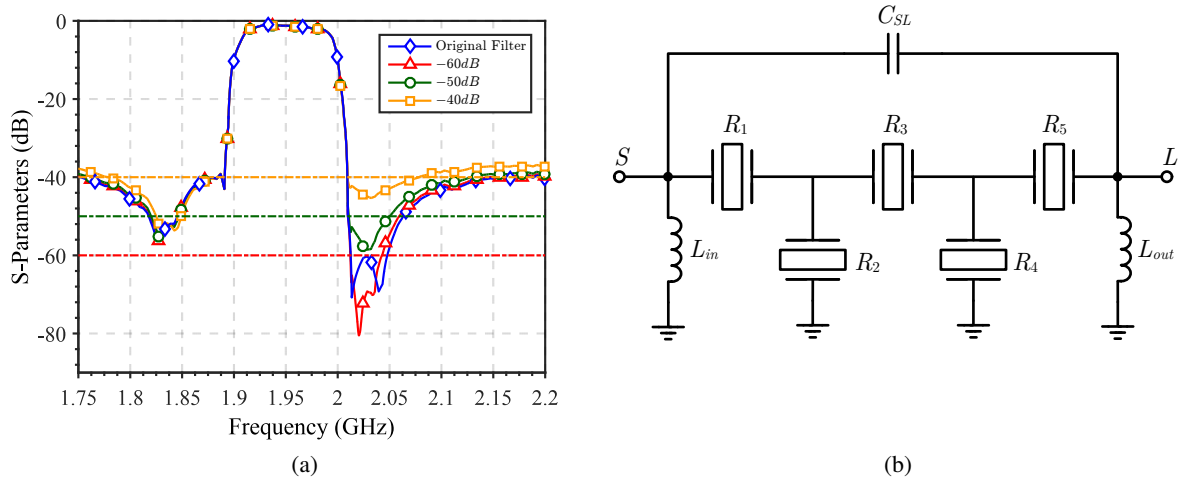 0
-20
-40
-60
-80
S-Parameters (dB)
1.75 1.8 1.85 1.9 1.95 2 2.05 2.1 2.15 2.2
Frequency (GHz)
Original Filter
−60dB
−50dB
−40dB
(a)
C_SL
R_1 R_3 R_5
S L
L_in R_2 R_4 L_out
(b)